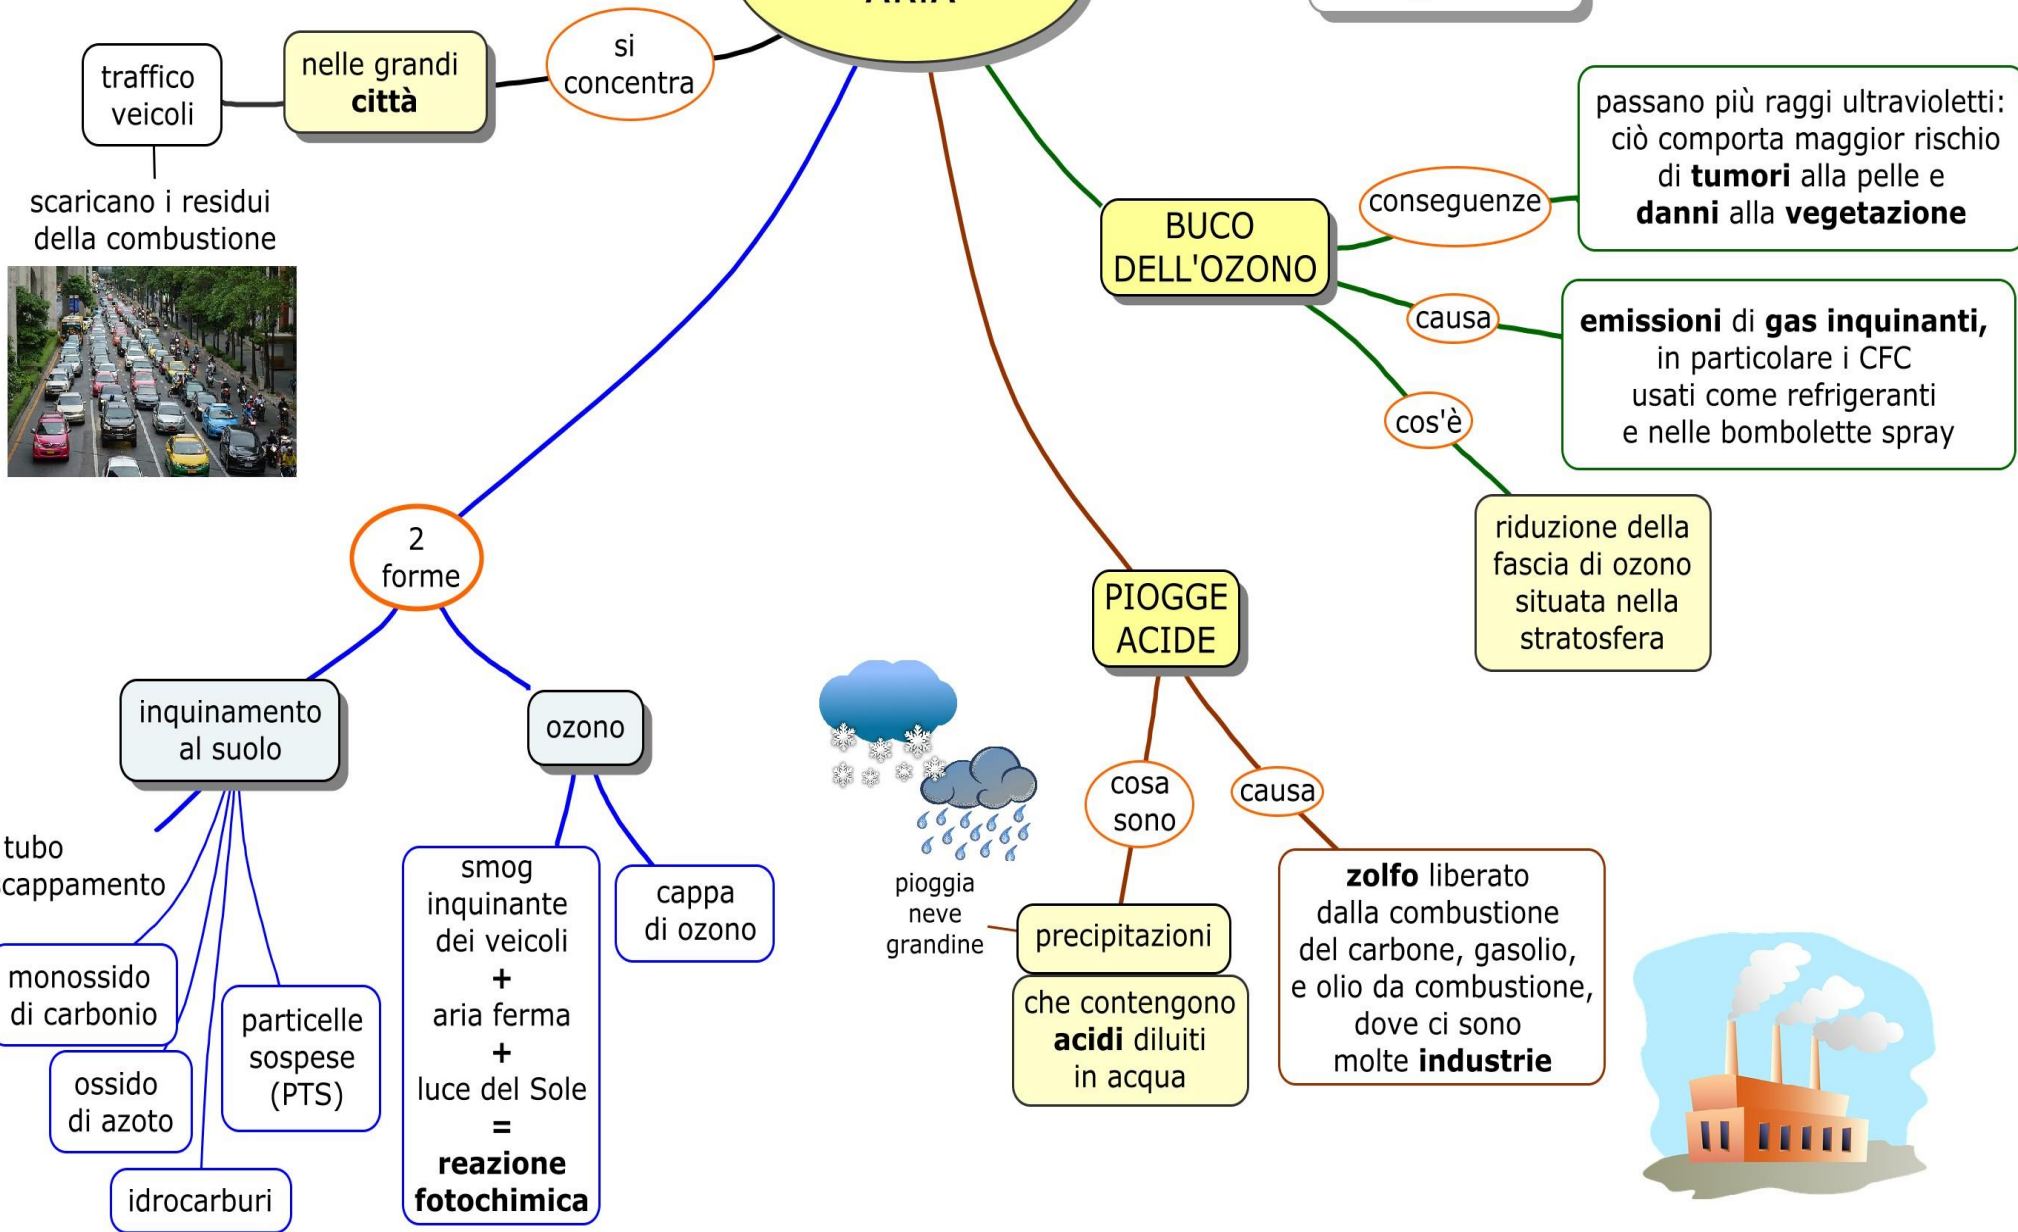 ARIA
si
concentra
nelle grandi
città
traffico
veicoli
scaricano i residui
della combustione
BUCO
DELL'OZONO
conseguenze
passano più raggi ultravioletti:
ciò comporta maggior rischio
di tumori alla pelle e
danni alla vegetazione
causa
emissioni di gas inquinanti,
in particolare i CFC
usati come refrigeranti
e nelle bombolette spray
cos'è
riduzione della
fascia di ozono
situata nella
stratosfera
2
forme
inquinamento
al suolo
tubo
scappamento
monossido
di carbonio
ossido
di azoto
idrocarburi
particelle
sospese
(PTS)
ozono
smog
inquinante
dei veicoli
+
aria ferma
+
luce del Sole
=
reazione
fotochimica
cappa
di ozono
PIOGGE
ACIDE
cosa
sono
pioggia
neve
grandine
precipitazioni
che contengono
acidi diluiti
in acqua
causa
zolfo liberato
dalla combustione
del carbone, gasolio,
e olio da combustione,
dove ci sono
molte industrie